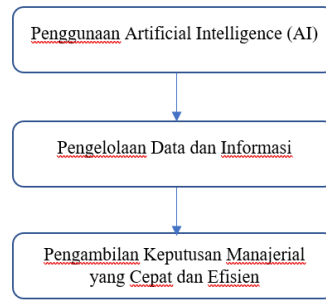 Penggunaan Artificial Intelligence (AI)
Pengelolaan Data dan Informasi
Pengambilan Keputusan Manajerial
yang Cepat dan Efisien